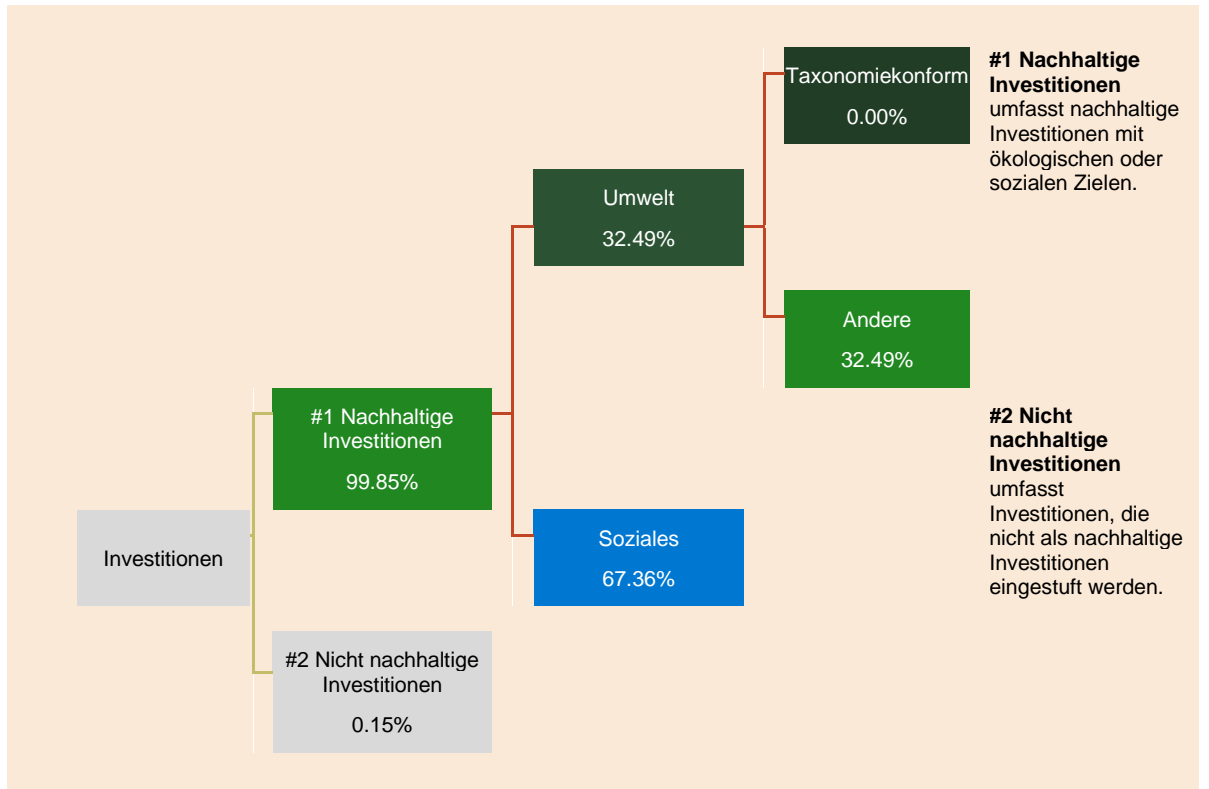 Investitionen
#1 Nachhaltige
Investitionen
99.85%
#2 Nicht nachhaltige
Investitionen
0.15%
Umwelt
32.49%
Soziales
67.36%
Taxonomiekonform
0.00%
Andere
32.49%
#1 Nachhaltige
Investitionen
umfasst nachhaltige
Investitionen mit
ökologischen oder
sozialen Zielen.
#2 Nicht
nachhaltige
Investitionen
umfasst
Investitionen, die
nicht als nachhaltige
Investitionen
eingestuft werden.